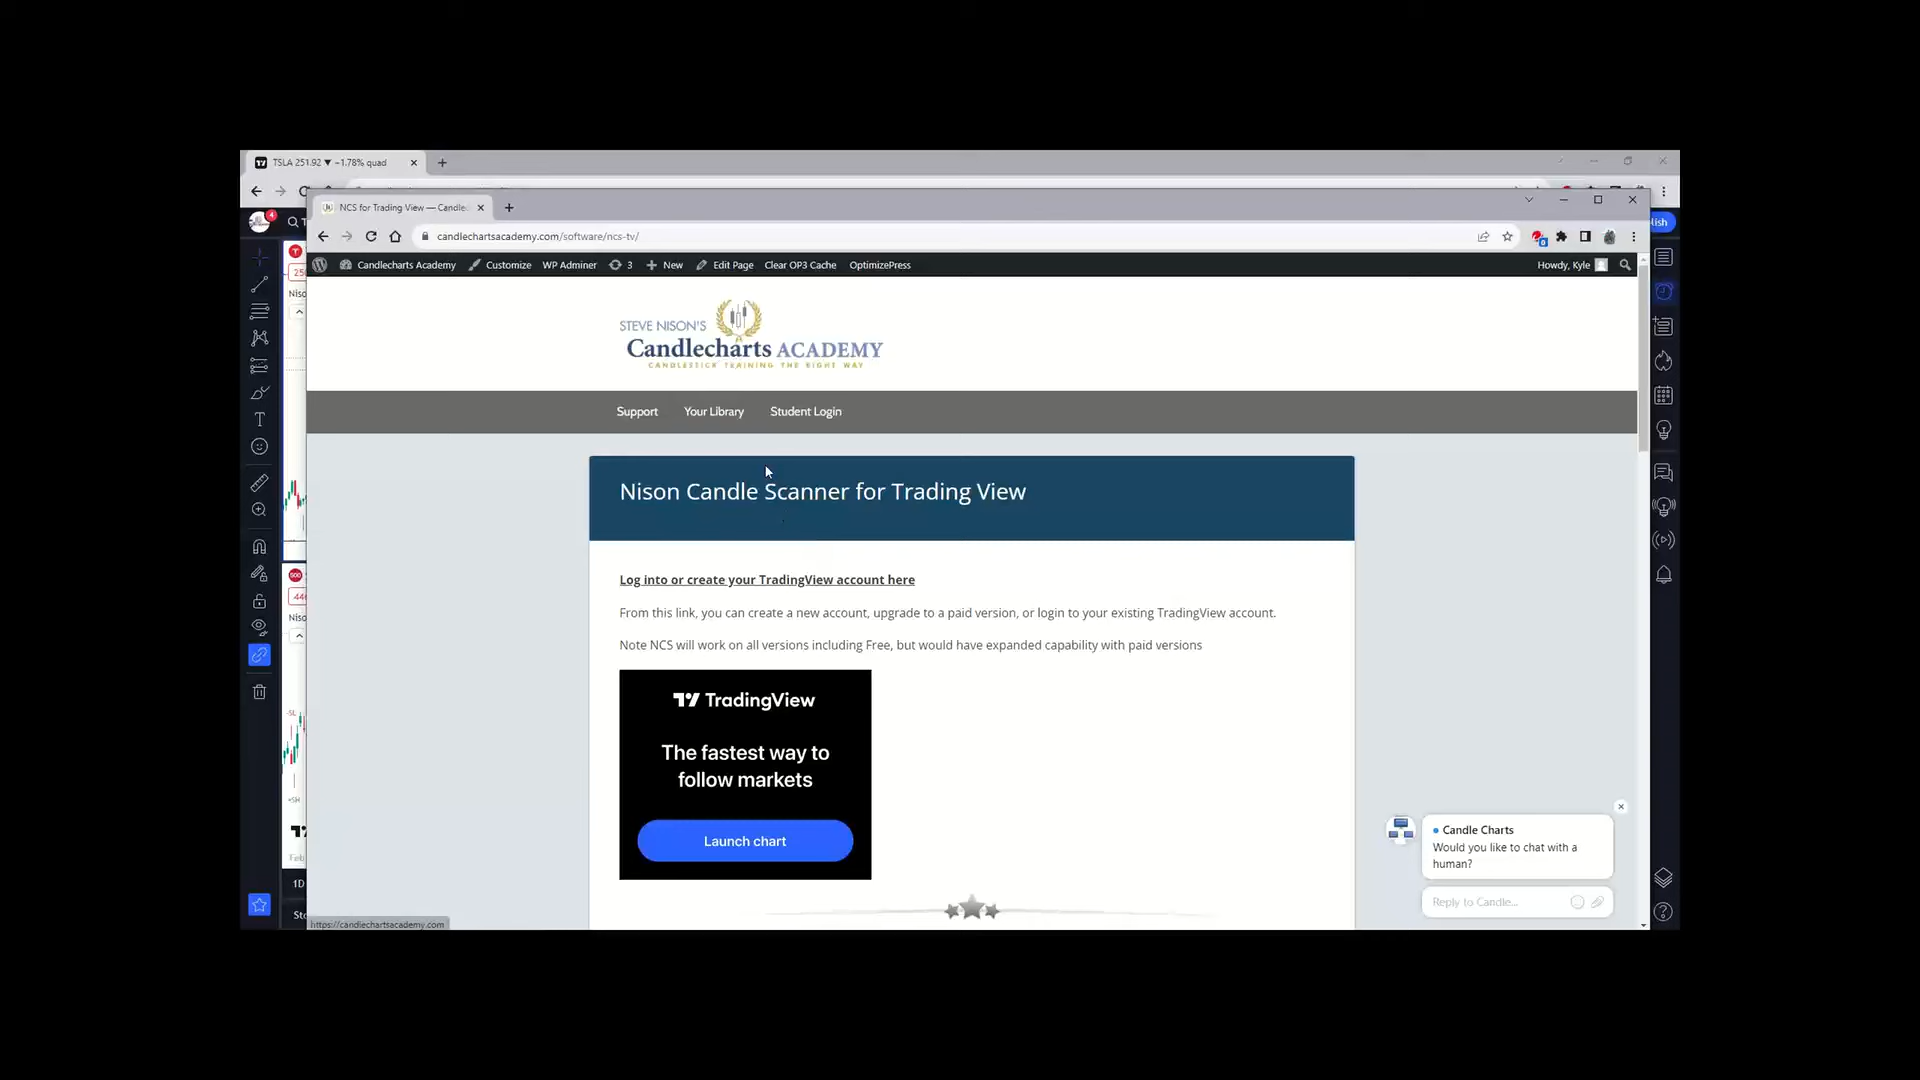 TSLA 251.92 ▼ −1.78% quad
NCS for Trading View — Candle
candlechartsacademy.com/software/ncs-tv/
Candlecharts Academy
Customize
WP Adminer
3
New
Edit Page
Clear OP3 Cache
OptimizePress
Howdy, Kyle
STEVE NISON'S
Candlecharts ACADEMY
CANDLESTICK TRAINING THE RIGHT WAY
Support
Your Library
Student Login
Nison Candle Scanner for Trading View
Log into or create your TradingView account here
From this link, you can create a new account, upgrade to a paid version, or login to your existing TradingView account.
Note NCS will work on all versions including Free, but would have expanded capability with paid versions
TradingView
The fastest way to
follow markets
Launch chart
Candle Charts
Would you like to chat with a
human?
Reply to Candle...
1D
https://candlechartsacademy.com